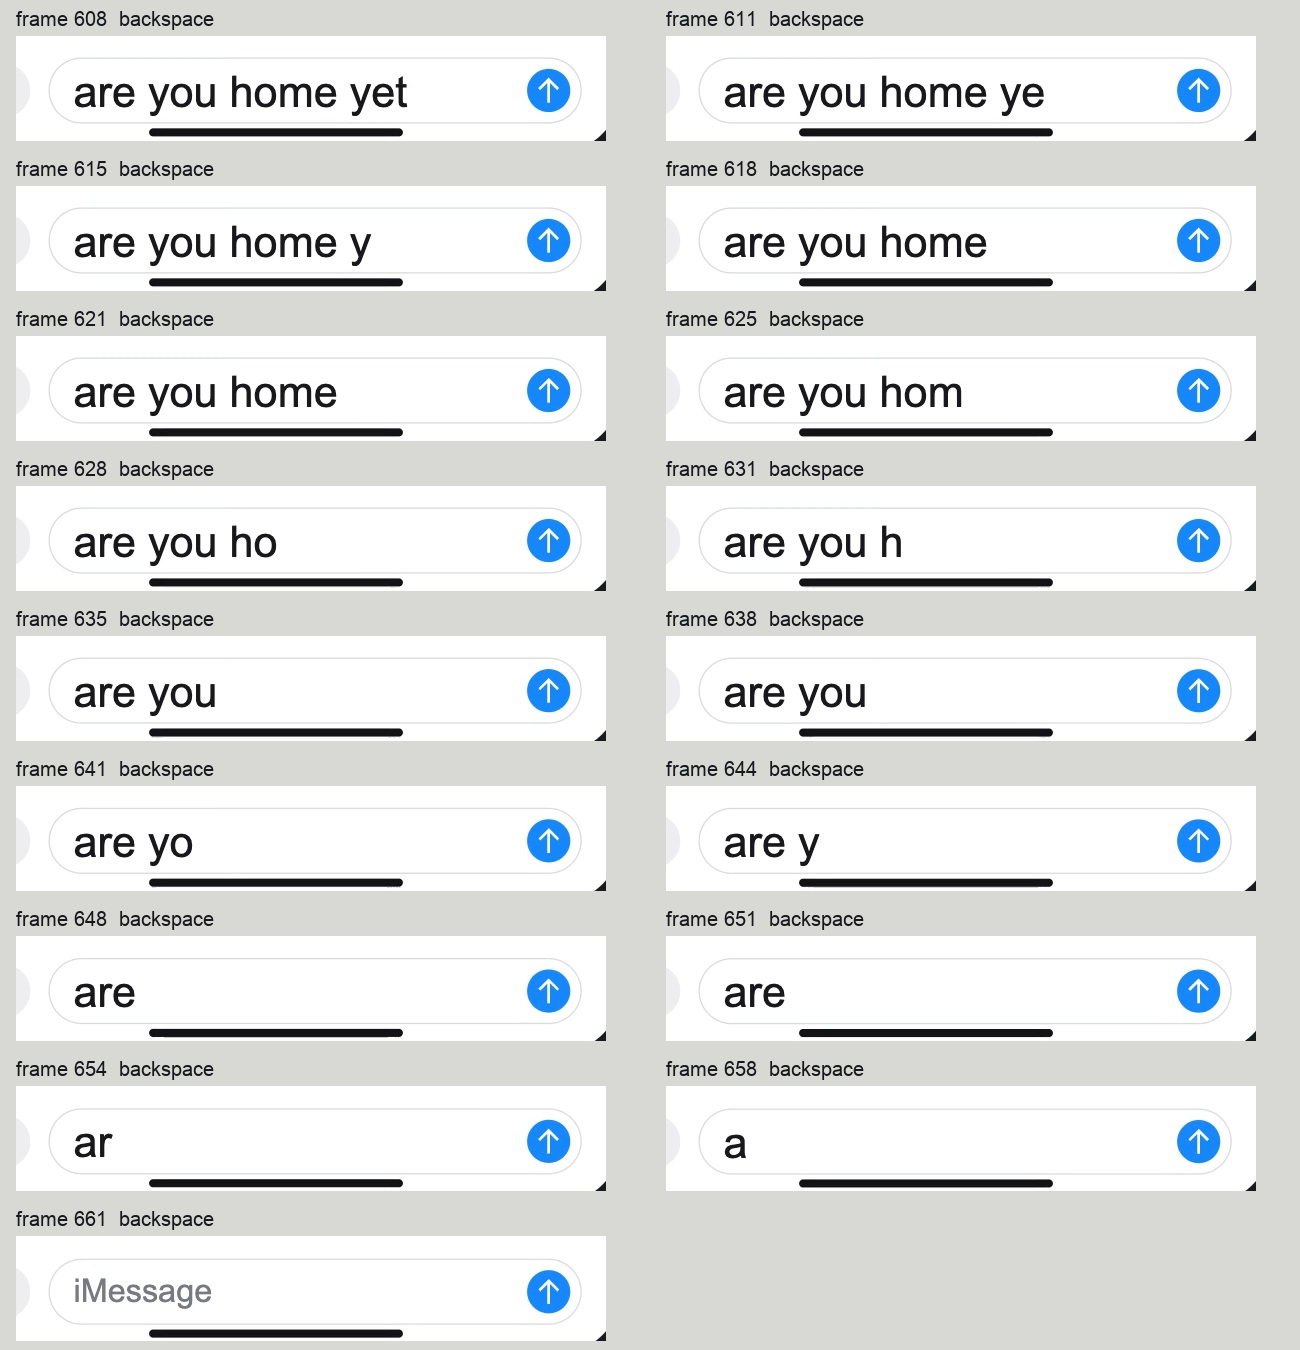 frame 608 backspace
are you home yet
frame 611 backspace
are you home ye
frame 615 backspace
are you home y
frame 618 backspace
are you home
frame 621 backspace
are you home
frame 625 backspace
are you hom
frame 628 backspace
are you ho
frame 631 backspace
are you h
frame 635 backspace
are you
frame 638 backspace
are you
frame 641 backspace
are yo
frame 644 backspace
are y
frame 648 backspace
are
frame 651 backspace
are
frame 654 backspace
ar
frame 658 backspace
a
frame 661 backspace
iMessage